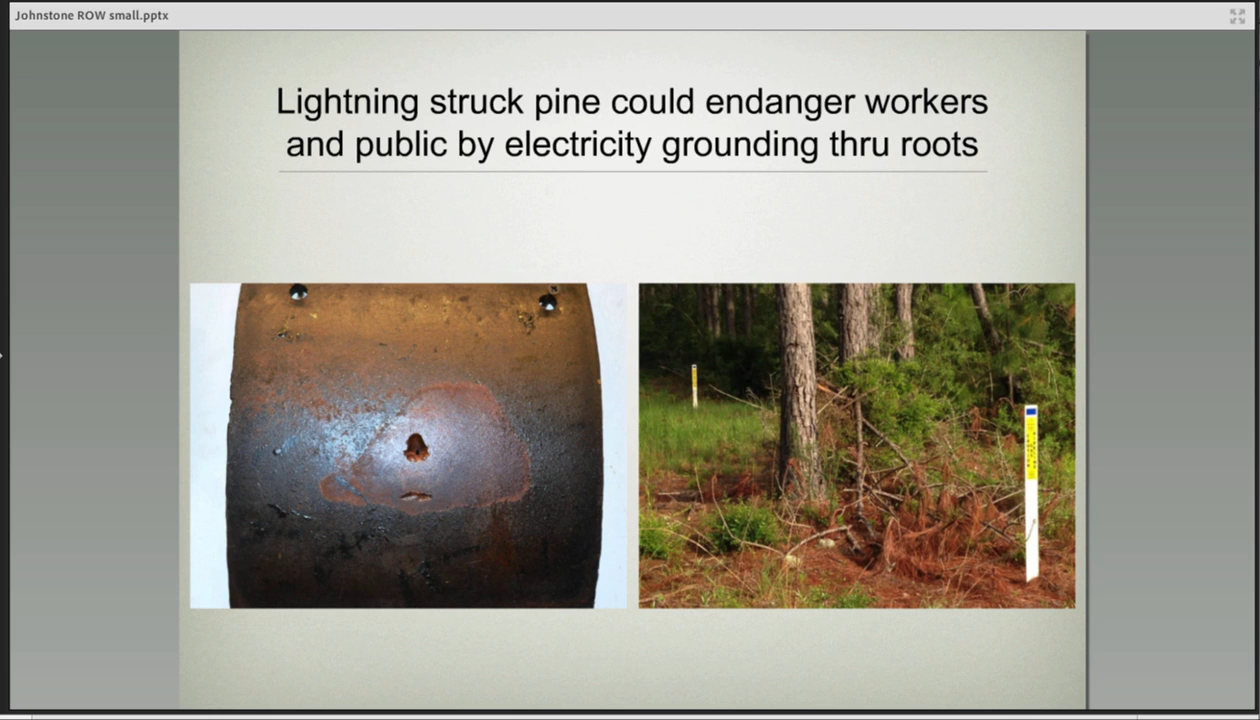 Johnstone ROW small.pptx
Lightning struck pine could endanger workers
and public by electricity grounding thru roots